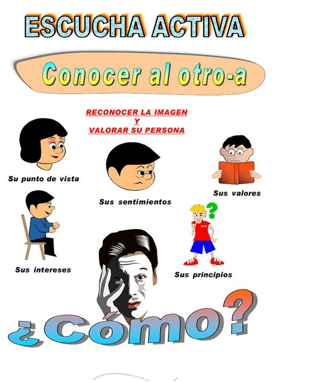 ESCUCHA ACTIVA
Conocer al otro-a
RECONOCER LA IMAGEN
Y
VALORAR SU PERSONA
Su punto de vista
Sus sentimientos
Sus valores
Sus intereses
Sus principios
¿Cómo?